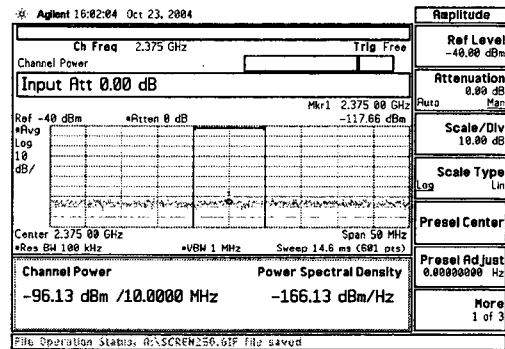 Agilent 16:02:04 Oct 23, 2004
Amplitude
Ch Freq 2.375 GHz Trig Free
Channel Power
Input Att 0.00 dB
Mkr1 2.375 00 GHz
Ref -40 dBm #Atten 0 dB -117.66 dBm
#Avg
Log
10
dB/
1
Center 2.375 00 GHz Span 50 MHz
#Res BW 100 kHz #VBW 1 MHz Sweep 14.6 ms (601 pts)
Channel Power Power Spectral Density
-96.13 dBm /10.0000 MHz -166.13 dBm/Hz
File Operation Status, A:\SCREN250.GIF file saved
Ref Level
-40.00 dBm
Attenuation
0.00 dB
Auto Man
Scale/Div
10.00 dB
Scale Type
Log Lin
Presel Center
Presel Adjust
0.00000000 Hz
More
1 of 3